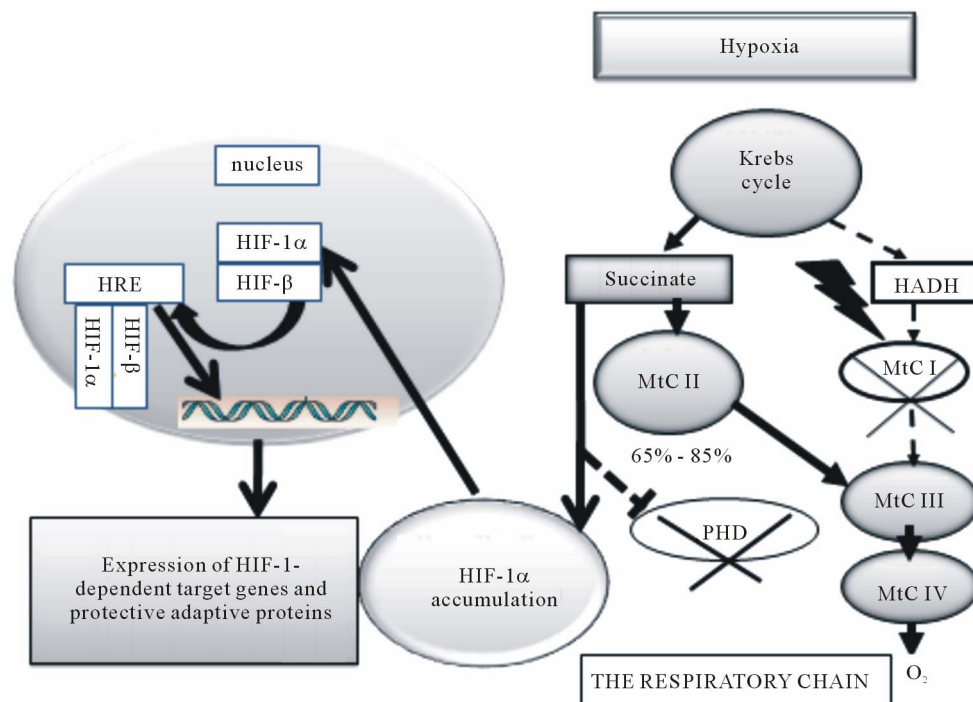 Hypoxia
Krebs
cycle
nucleus
HIF-1α
HIF-β
HRE
HIF-1α
HIF-β
Succinate
HADH
MtC I
MtC II
65% - 85%
MtC III
PHD
Expression of HIF-1-
dependent target genes and
protective adaptive proteins
HIF-1α
accumulation
MtC IV
THE RESPIRATORY CHAIN
O₂